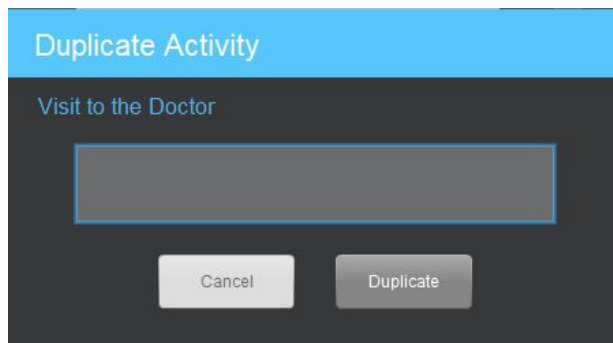 Duplicate Activity
Visit to the Doctor
Cancel Duplicate